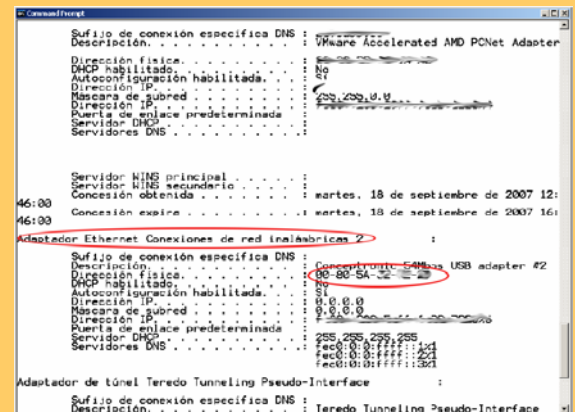 Command Prompt
Sufijo de conexión específica DNS :
Descripción. . . . . . . . . . . : VMware Accelerated AMD PCNet Adapter
Dirección física. . . . . . . . . :
DHCP habilitado. . . . . . . . . : No
Autoconfiguración habilitada. . . : Sí
Dirección IP. . . . . . . . . . . :
Máscara de subred . . . . . . . . : 255.255.0.0
Dirección IP. . . . . . . . . . . :
Puerta de enlace predeterminada :
Servidor DHCP . . . . . . . . . . :
Servidores DNS . . . . . . . . . .:
Servidor WINS principal . . . . . :
Servidor WINS secundario . . . . :
Concesión obtenida . . . . . . . : martes, 18 de septiembre de 2007 12:
46:00
Concesión expira . . . . . . . . : martes, 18 de septiembre de 2007 16:
46:00
Adaptador Ethernet Conexiones de red inalámbricas 2 :
Sufijo de conexión específica DNS :
Descripción. . . . . . . . . . . : Conceptronic 54Mbps USB adapter #2
Dirección física. . . . . . . . . : 00-80-5A-
DHCP habilitado. . . . . . . . . : No
Autoconfiguración habilitada. . . : Sí
Dirección IP. . . . . . . . . . . : 0.0.0.0
Máscara de subred . . . . . . . . : 0.0.0.0
Dirección IP. . . . . . . . . . . :
Puerta de enlace predeterminada :
Servidor DHCP . . . . . . . . . . : 255.255.255.255
Servidores DNS . . . . . . . . . .: fec0:0:0:ffff::1x1
fec0:0:0:ffff::2x1
fec0:0:0:ffff::3x1
Adaptador de túnel Teredo Tunneling Pseudo-Interface :
Sufijo de conexión específica DNS :
Descripción. . . . . . . . . . . : Teredo Tunneling Pseudo-Interface